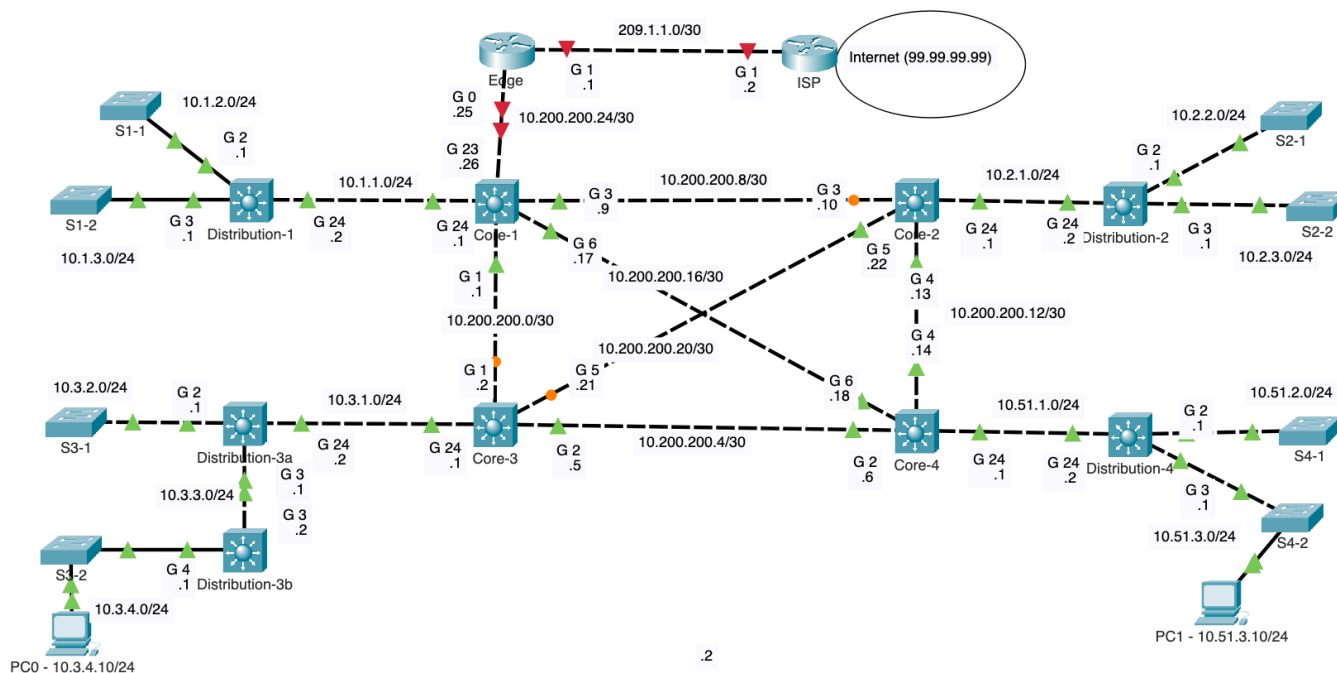 209.1.1.0/30
Internet (99.99.99.99)
Edge
G 1
.1
G 1
.2
ISP
G 0
.25
10.200.200.24/30
10.1.2.0/24
S1-1
G 2
.1
G 23
.26
10.2.2.0/24
S2-1
G 2
.1
10.1.1.0/24
10.200.200.8/30
10.2.1.0/24
S1-2
G 3
.1
Distribution-1
G 24
.2
G 24
.1
Core-1
G 3
.9
G 3
.10
Core-2
G 24
.1
G 24
.2
Distribution-2
G 3
.1
S2-2
10.1.3.0/24
10.2.3.0/24
G 6
.17
G 5
.22
10.200.200.16/30
G 1
.1
G 4
.13
10.200.200.0/30
10.200.200.12/30
10.200.200.20/30
G 4
.14
G 1
.2
G 5
.21
G 6
.18
10.3.2.0/24
G 2
.1
S3-1
10.3.1.0/24
Distribution-3a
G 24
.2
G 24
.1
Core-3
G 2
.5
10.200.200.4/30
G 2
.6
Core-4
10.51.1.0/24
G 24
.1
G 24
.2
Distribution-4
G 2
.1
10.51.2.0/24
S4-1
G 3
.1
10.3.3.0/24
G 3
.2
G 3
.1
10.51.3.0/24
S4-2
S3-2
G 4
.1
Distribution-3b
10.3.4.0/24
PC0 - 10.3.4.10/24
PC1 - 10.51.3.10/24
.2